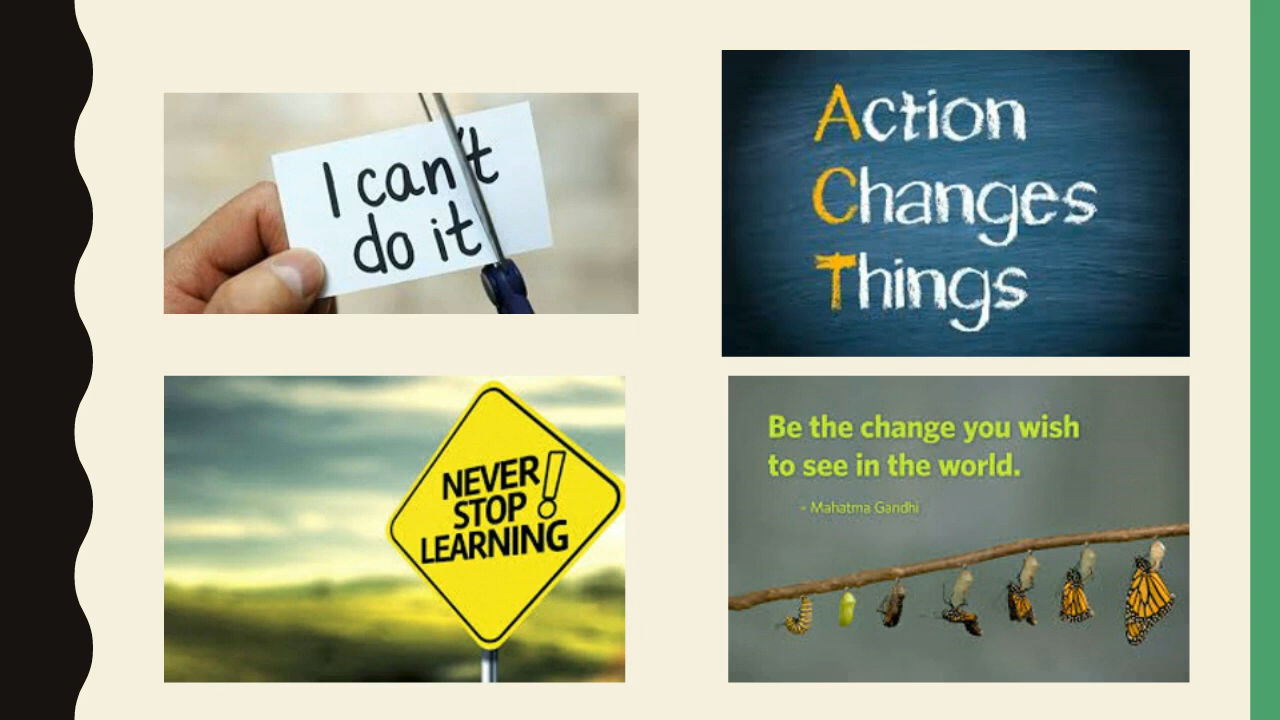 I can't
do it
Action
Changes
Things
NEVER
STOP !
LEARNING
Be the change you wish
to see in the world.
- Mahatma Gandhi